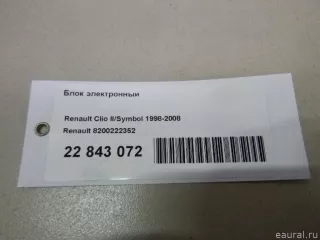 Блок электронный
Renault Clio II/Symbol 1998-2008
Renault 8200222352
22 843 072
eaural.ru